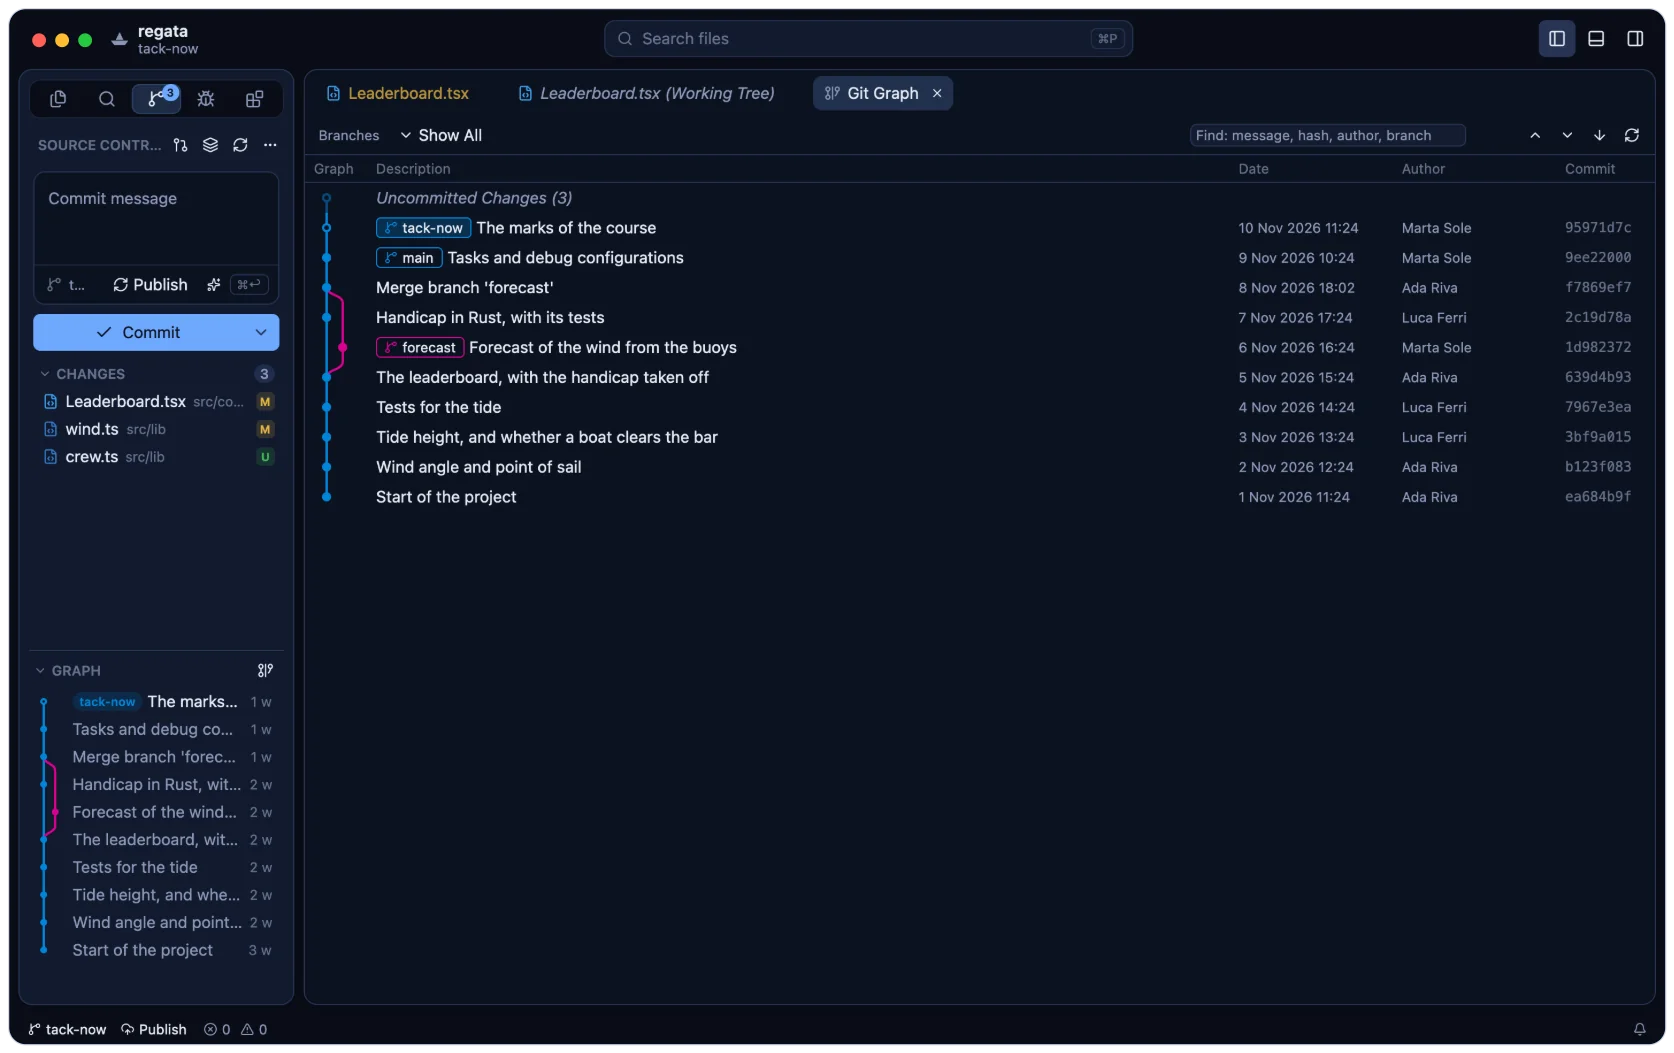 regata
tack-now
Search files
⌘P
3
SOURCE CONTR...
Commit message
t...
Publish
⌘↩
Commit
CHANGES 3
Leaderboard.tsx src/co... M
wind.ts src/lib M
crew.ts src/lib U
GRAPH
tack-now The marks... 1 w
Tasks and debug co... 1 w
Merge branch 'forec... 1 w
Handicap in Rust, wit... 2 w
Forecast of the wind... 2 w
The leaderboard, wit... 2 w
Tests for the tide 2 w
Tide height, and whe... 2 w
Wind angle and point... 2 w
Start of the project 3 w
Leaderboard.tsx
Leaderboard.tsx (Working Tree)
Git Graph
Branches Show All
Find: message, hash, author, branch
Graph Description Date Author Commit
Uncommitted Changes (3)
tack-now The marks of the course 10 Nov 2026 11:24 Marta Sole 95971d7c
main Tasks and debug configurations 9 Nov 2026 10:24 Marta Sole 9ee22000
Merge branch 'forecast' 8 Nov 2026 18:02 Ada Riva f7869ef7
Handicap in Rust, with its tests 7 Nov 2026 17:24 Luca Ferri 2c19d78a
forecast Forecast of the wind from the buoys 6 Nov 2026 16:24 Marta Sole 1d982372
The leaderboard, with the handicap taken off 5 Nov 2026 15:24 Ada Riva 639d4b93
Tests for the tide 4 Nov 2026 14:24 Luca Ferri 7967e3ea
Tide height, and whether a boat clears the bar 3 Nov 2026 13:24 Luca Ferri 3bf9a015
Wind angle and point of sail 2 Nov 2026 12:24 Ada Riva b123f083
Start of the project 1 Nov 2026 11:24 Ada Riva ea684b9f
tack-now Publish 0 0